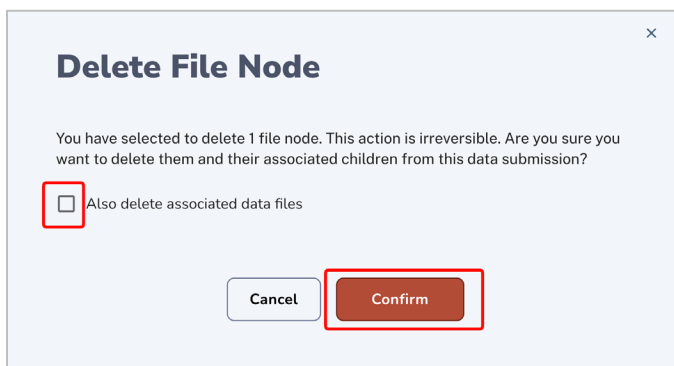 Delete File Node
You have selected to delete 1 file node. This action is irreversible. Are you sure you
want to delete them and their associated children from this data submission?
Also delete associated data files
Cancel
Confirm